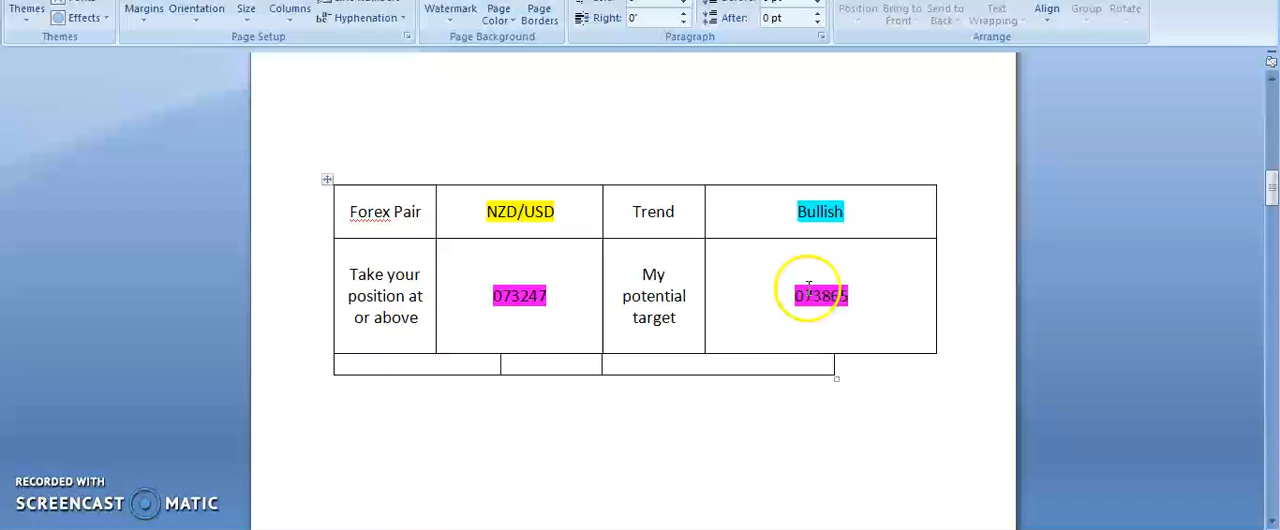 Themes
Effects
Themes
Margins Orientation Size Columns
Hyphenation
Page Setup
Watermark Page Color Page Borders
Page Background
Right: 0"
After: 0 pt
Paragraph
Position Bring to Front Send to Back Text Wrapping Align Group Rotate
Arrange
Forex Pair NZD/USD Trend Bullish
Take your position at or above 073247 My potential target 073865
RECORDED WITH
SCREENCAST MATIC